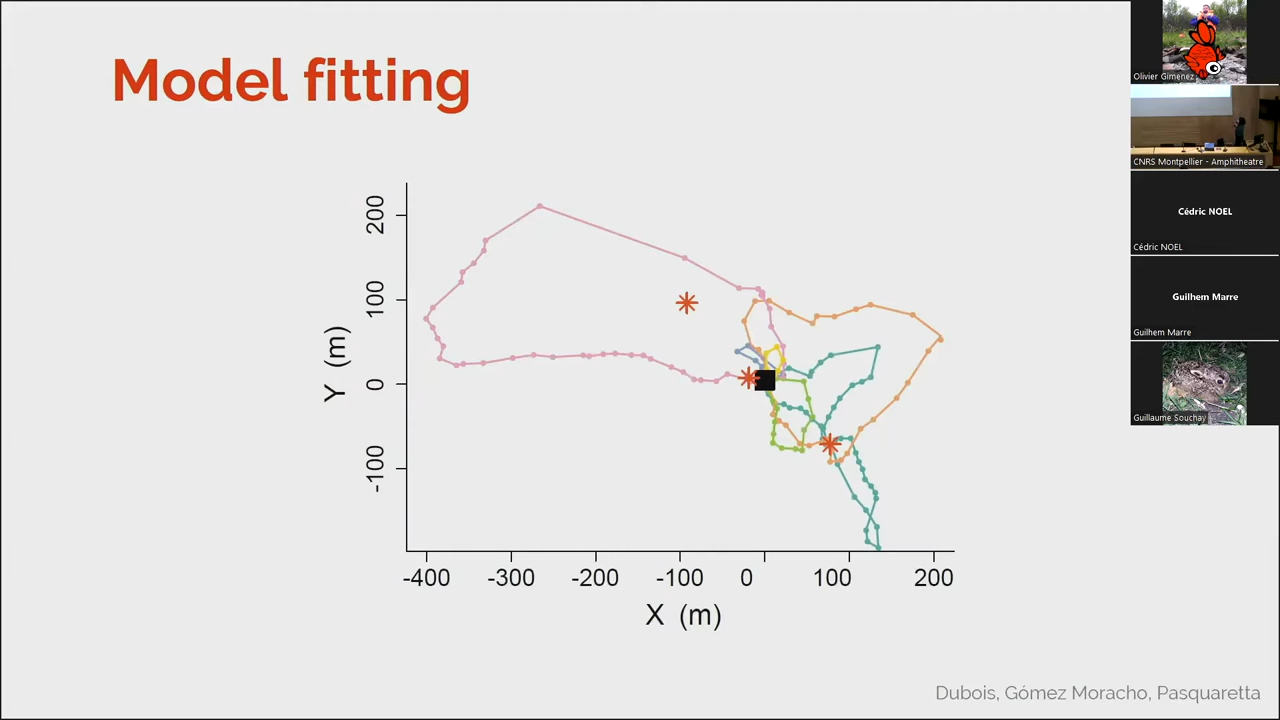 Model fitting
200
100
0
-100
Y (m)
-400
-300
-200
-100
0
100
200
X (m)
Dubois, Gómez Moracho, Pasquaretta
Olivier Gimenez
CNRS Montpellier - Amphitheatre
Cédric NOEL
Cédric NOEL
Guilhem Marre
Guilhem Marre
Guillaume Souchay